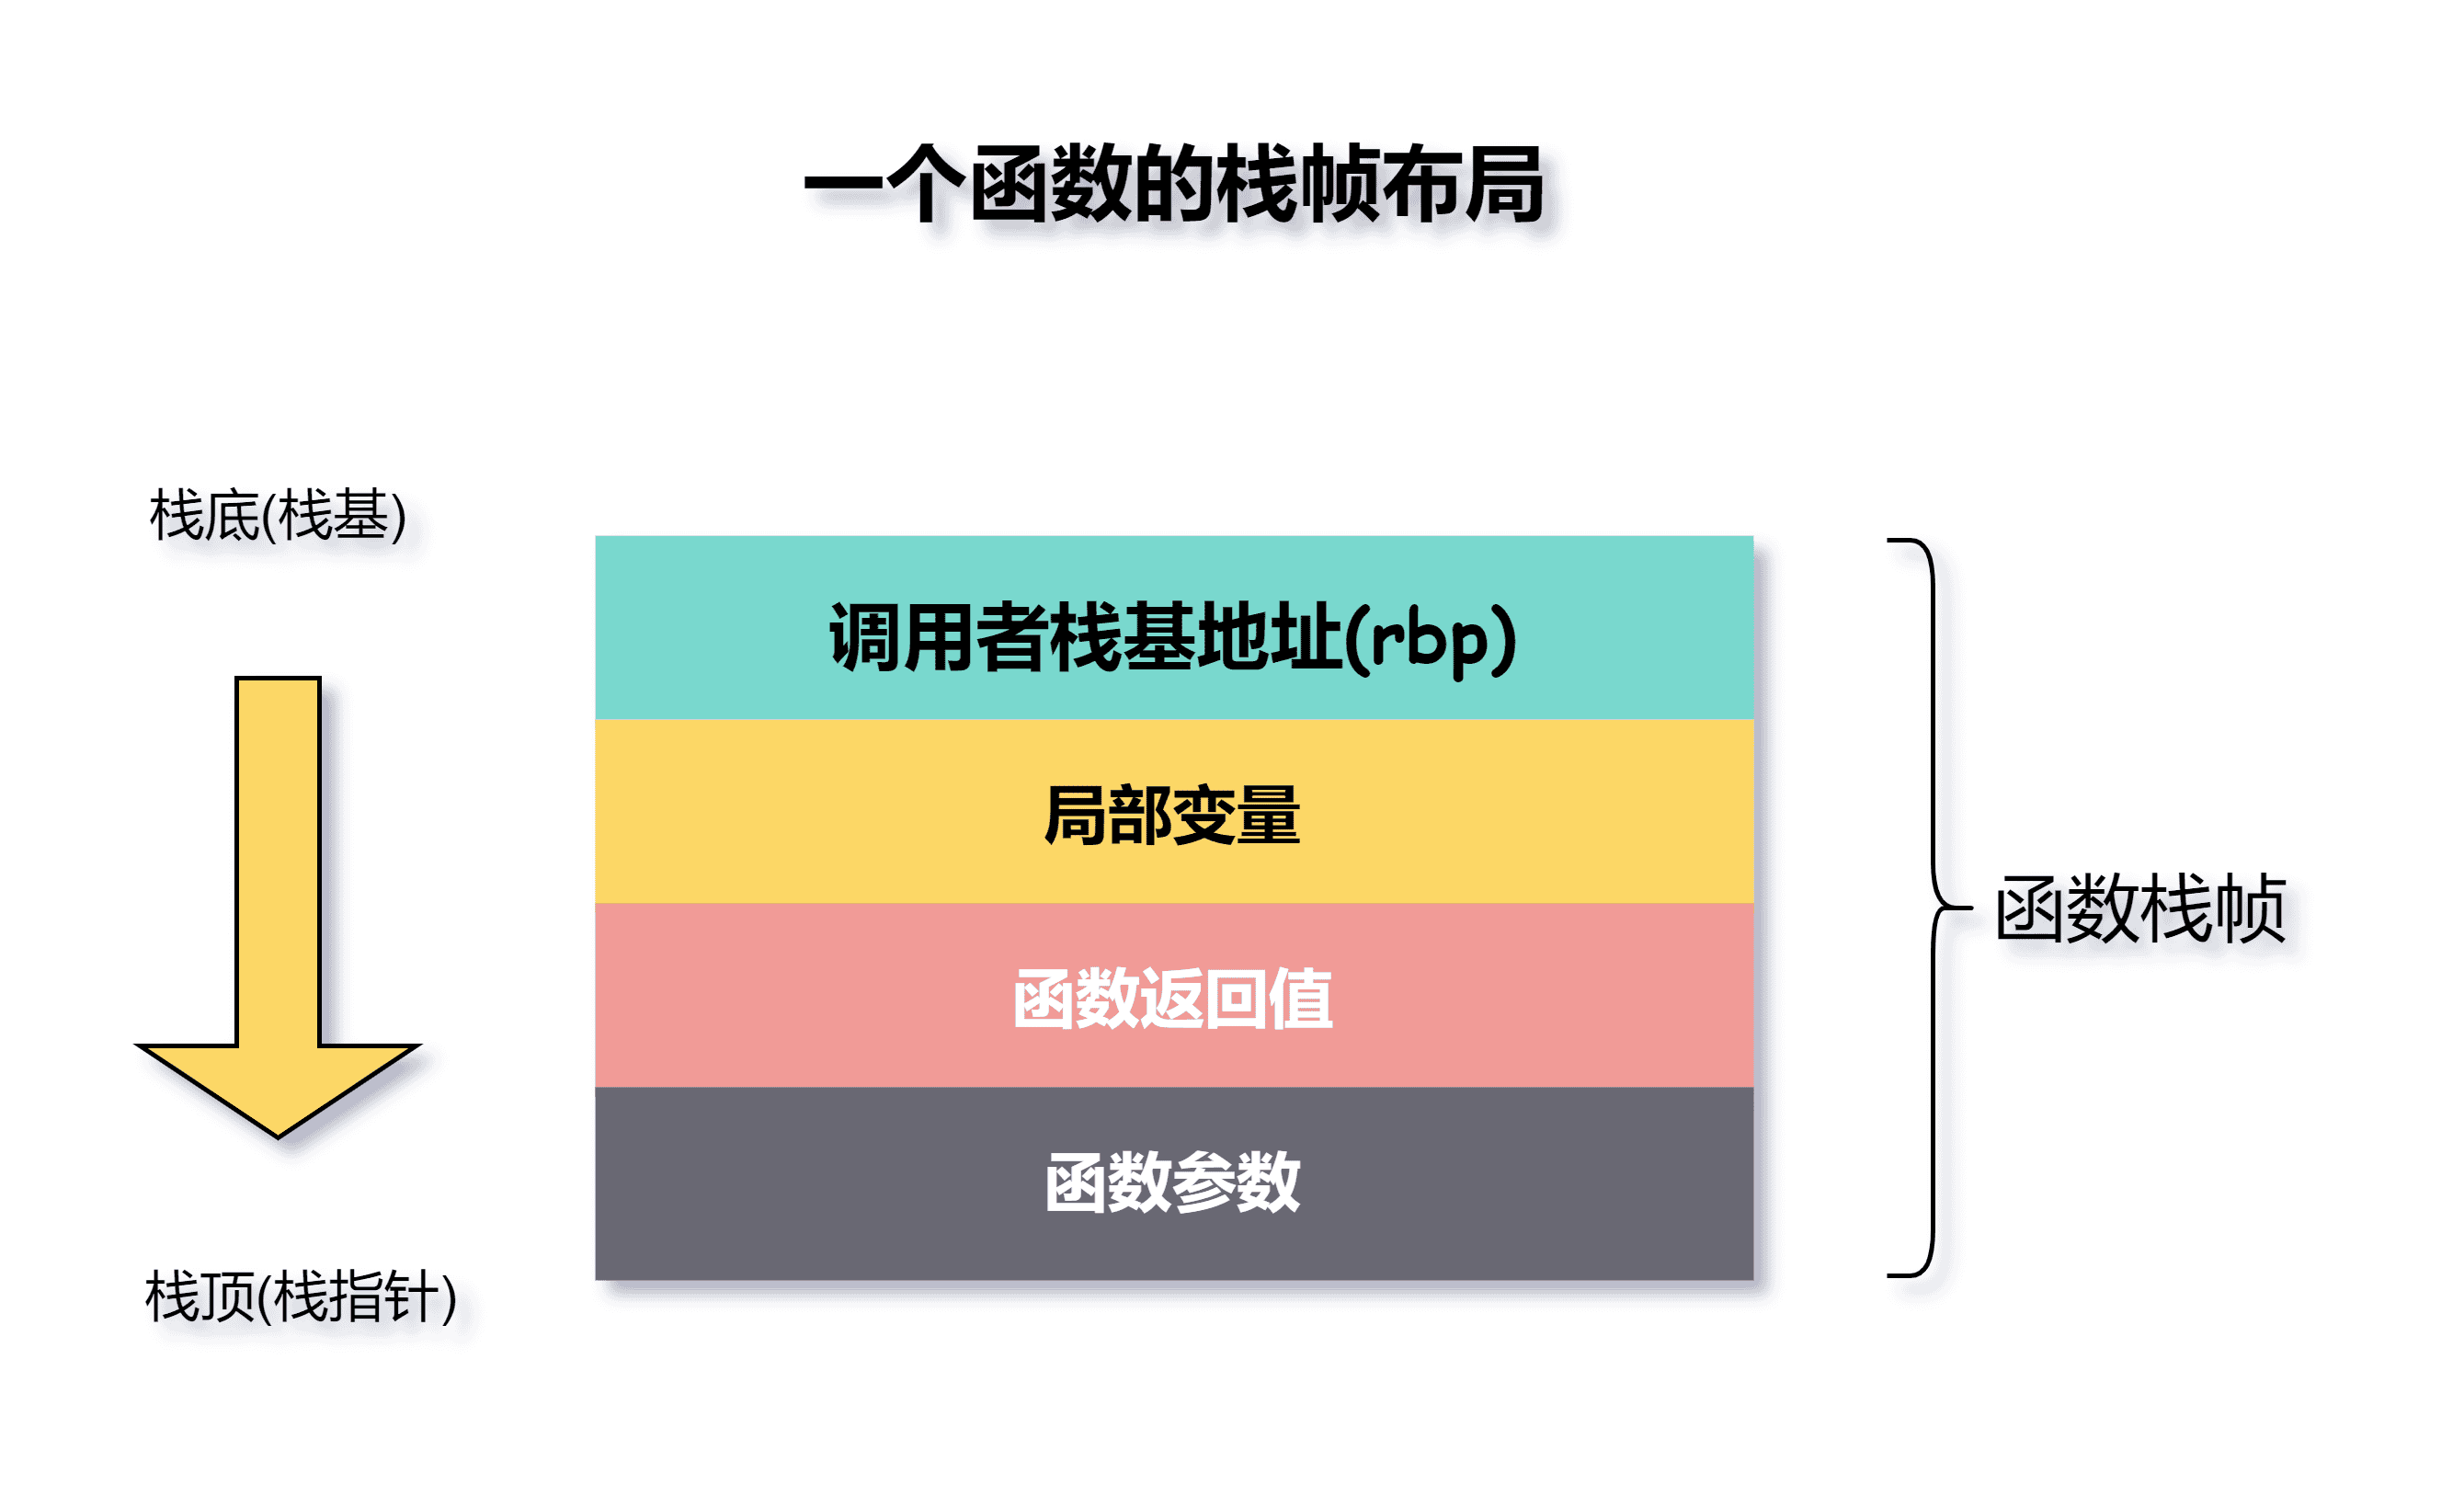 一个函数的栈帧布局
栈底(栈基)
调用者栈基地址(rbp)
局部变量
函数返回值
函数栈帧
函数参数
栈顶(栈指针)